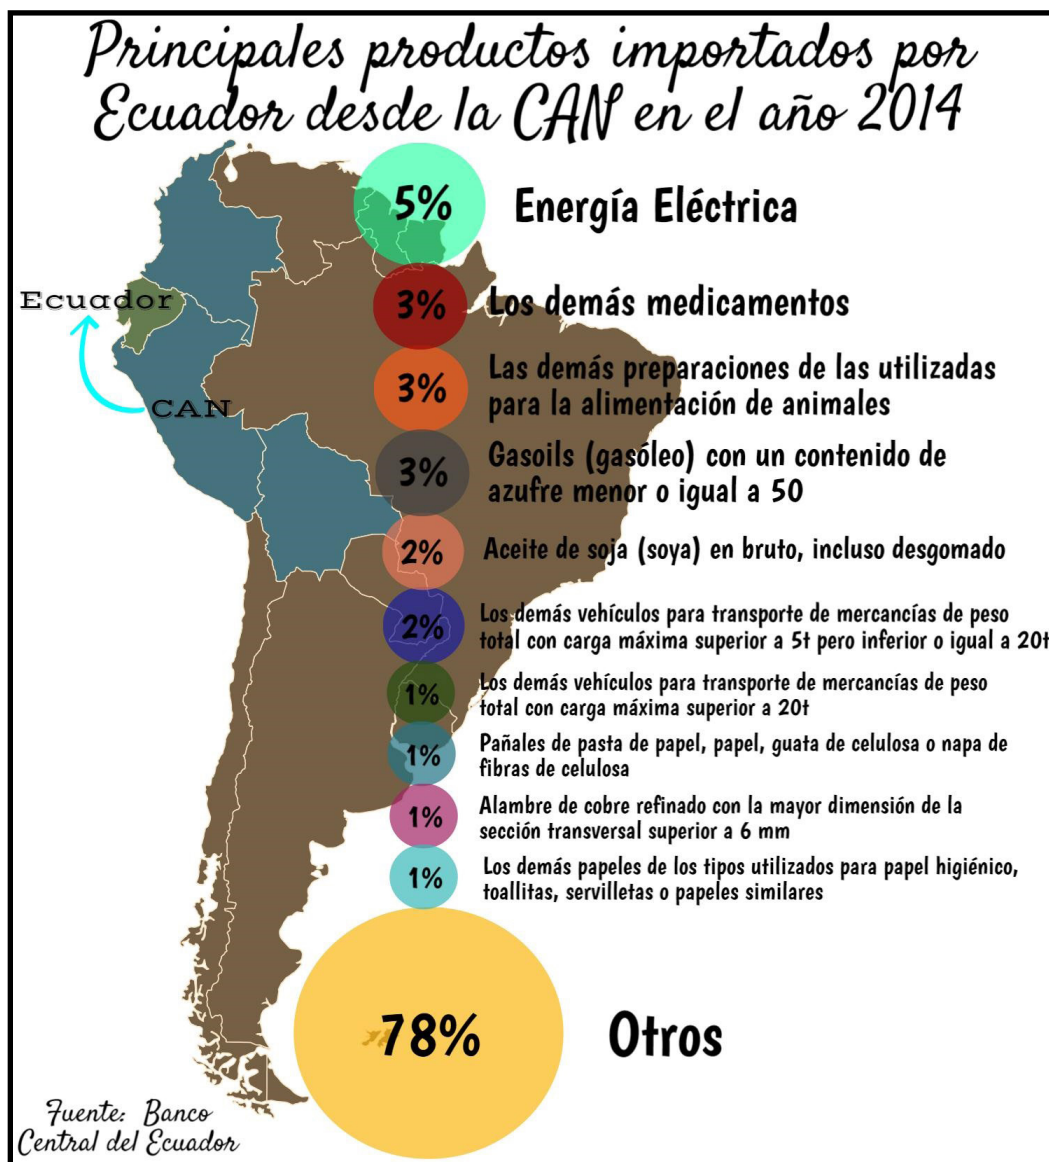 Principales productos importados por
Ecuador desde la CAN en el año 2014
5% Energía Eléctrica
Ecuador
3% Los demás medicamentos
3% Las demás preparaciones de las utilizadas
para la alimentación de animales
CAN
3% Gasoils (gasóleo) con un contenido de
azufre menor o igual a 50
2% Aceite de soja (soya) en bruto, incluso desgomado
2% Los demás vehículos para transporte de mercancías de peso
total con carga máxima superior a 5t pero inferior o igual a 20t
1% Los demás vehículos para transporte de mercancías de peso
total con carga máxima superior a 20t
1% Pañales de pasta de papel, papel, guata de celulosa o napa de
fibras de celulosa
1% Alambre de cobre refinado con la mayor dimensión de la
sección transversal superior a 6 mm
1% Los demás papeles de los tipos utilizados para papel higiénico,
toallitas, servilletas o papeles similares
78% Otros
Fuente: Banco
Central del Ecuador